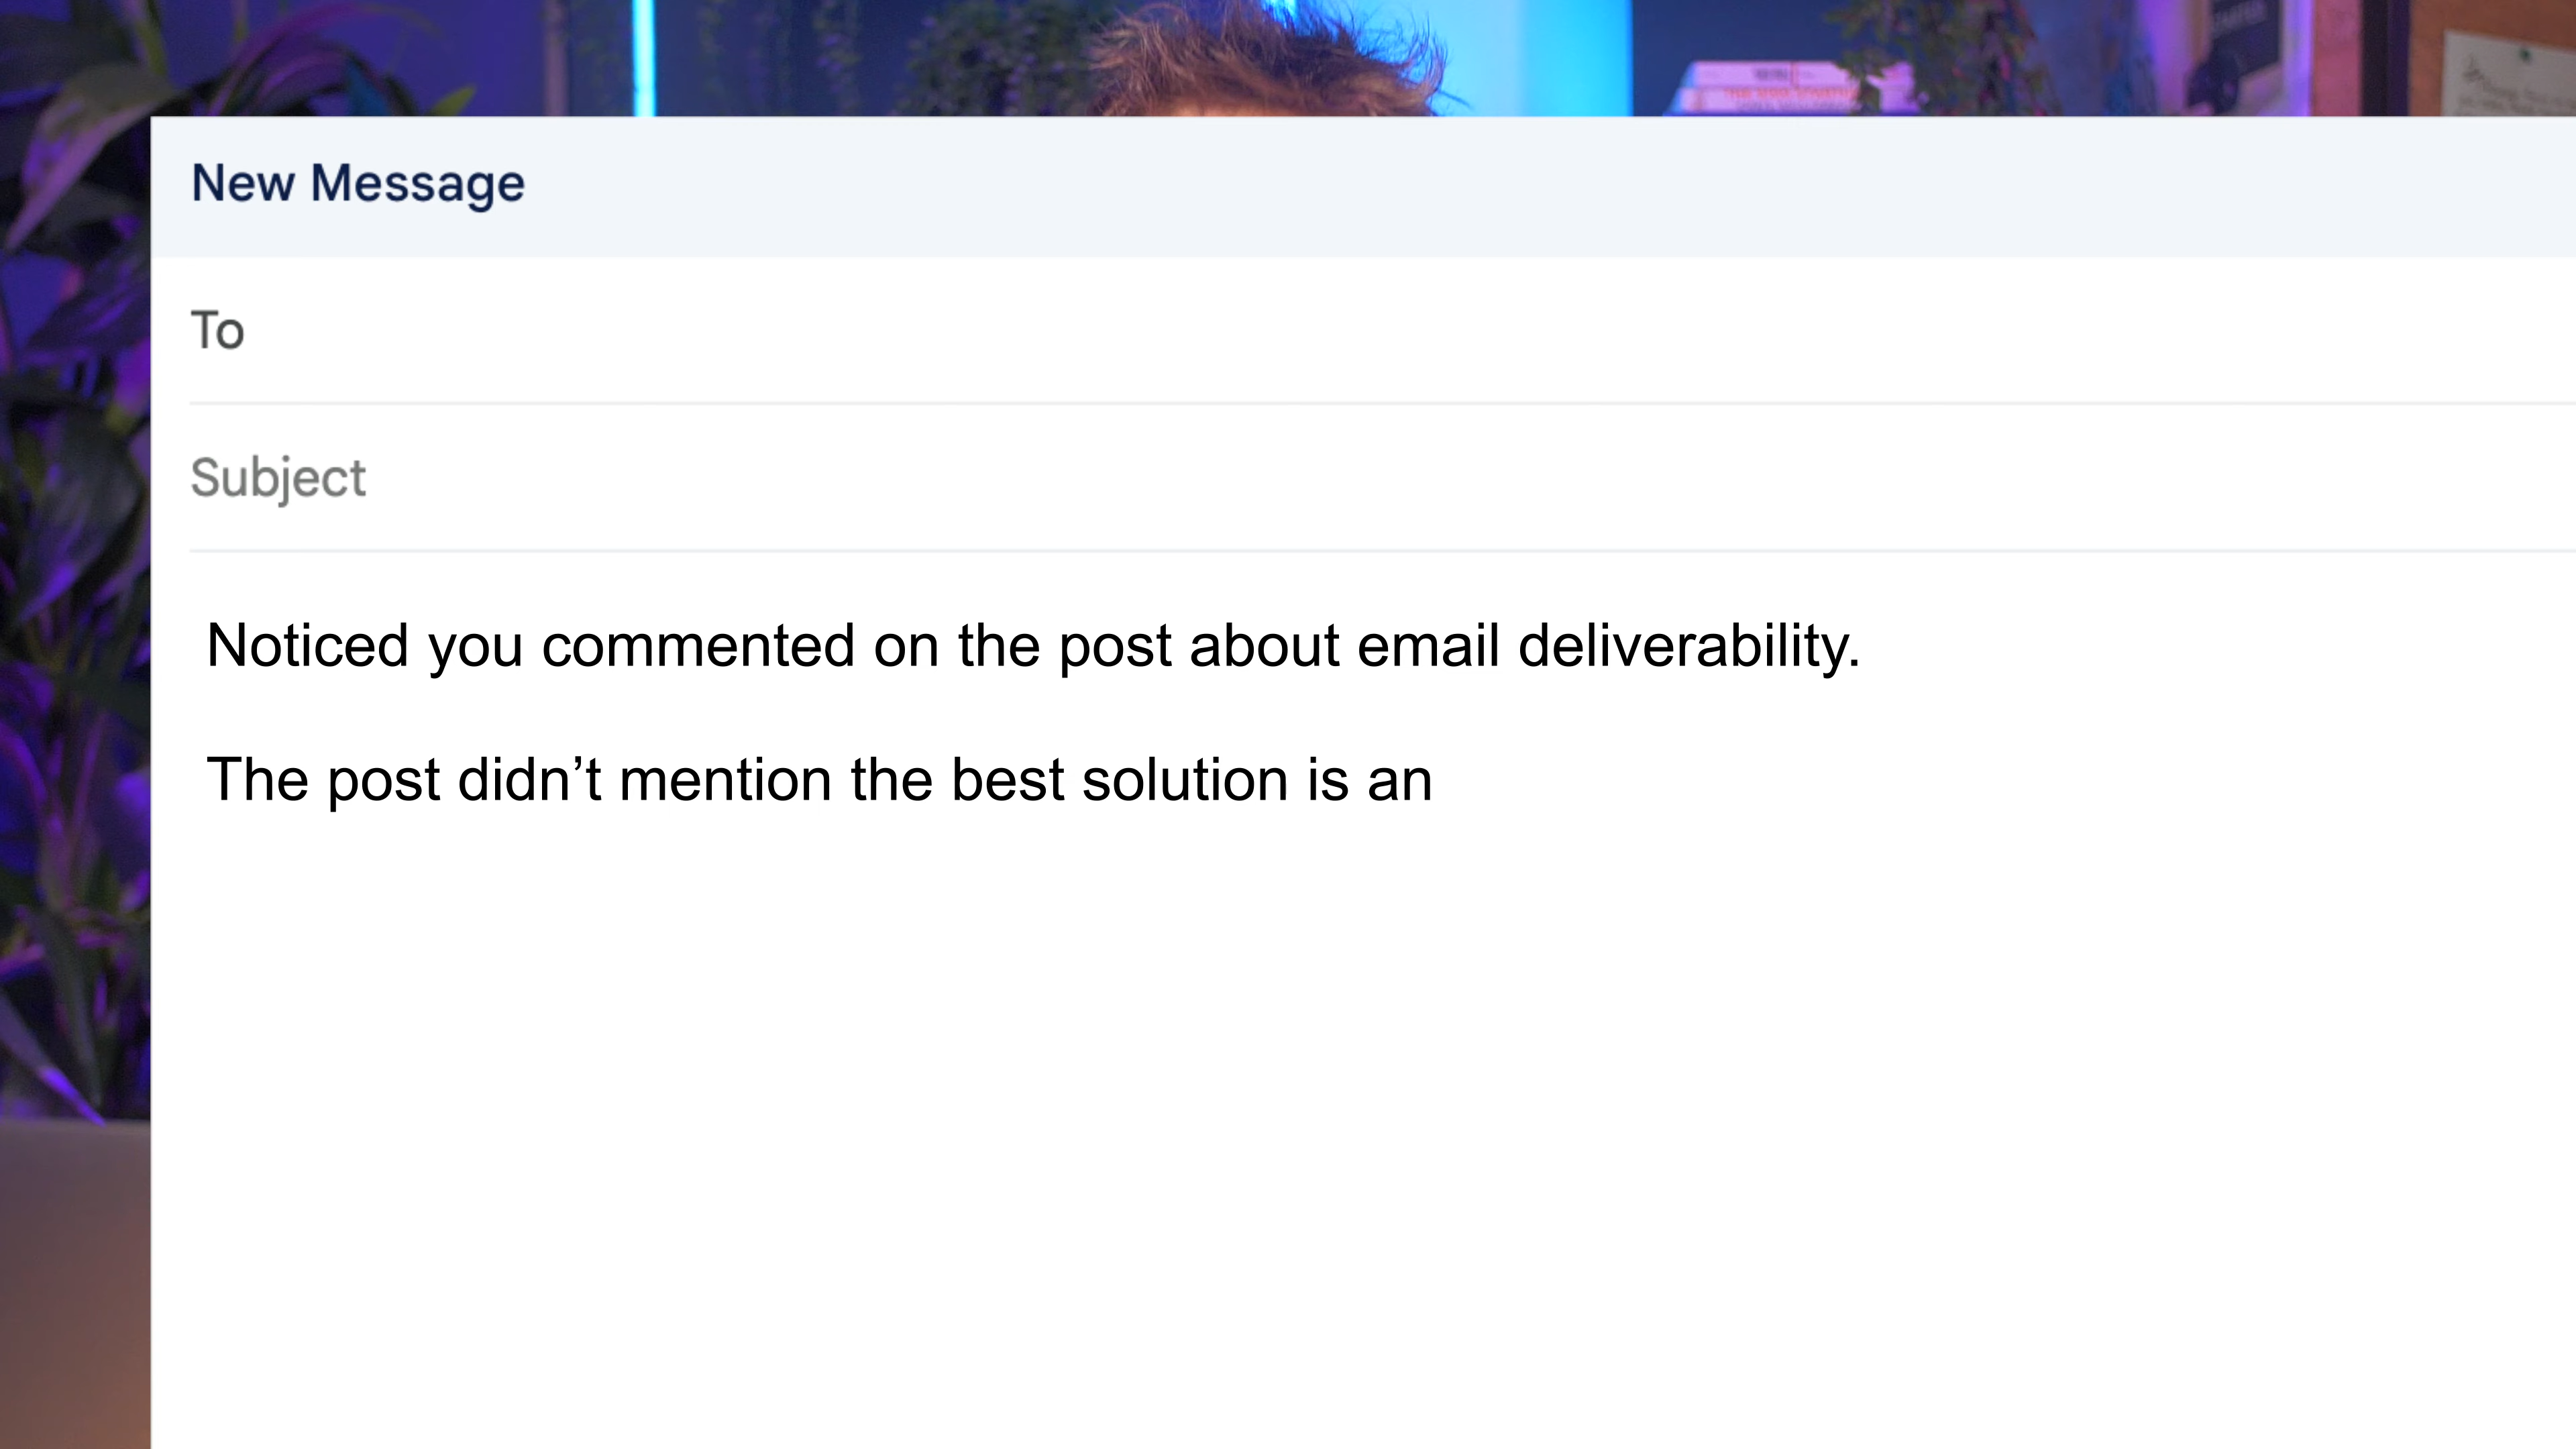 New Message
To
Subject
Noticed you commented on the post about email deliverability.
The post didn’t mention the best solution is an